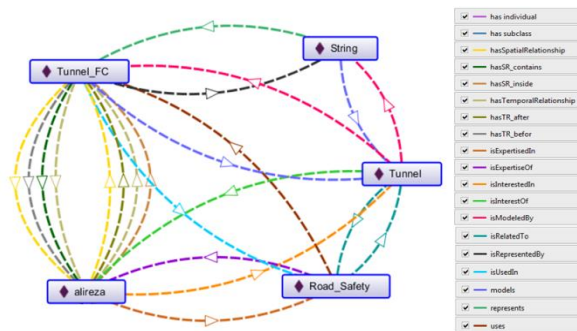 String
Tunnel_FC
Tunnel
alireza
Road_Safety
has individual
has subclass
hasSpatialRelationship
hasSR_contains
hasSR_inside
hasTemporalRelationship
hasTR_after
hasTR_befor
isExpertisedIn
isExpertiseOf
isInterestedIn
isInterestOf
isModeledBy
isRelatedTo
isRepresentedBy
isUsedIn
models
represents
uses